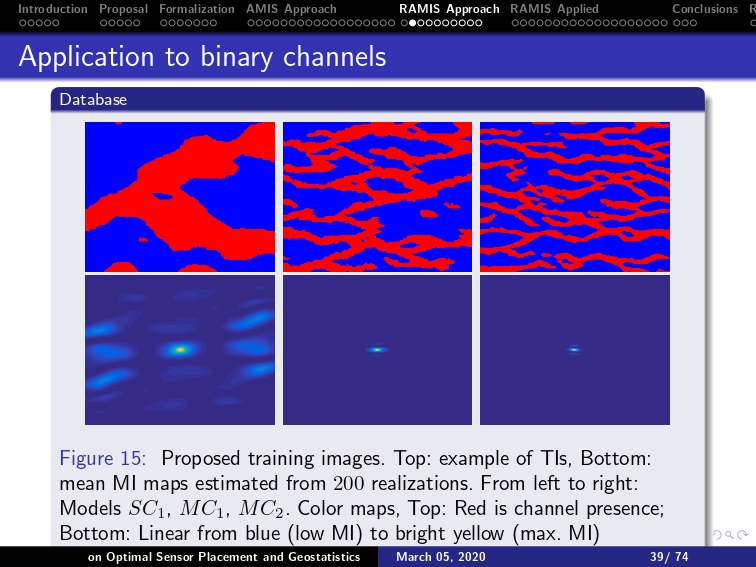 Introduction Proposal Formalization AMIS Approach RAMIS Approach RAMIS Applied Conclusions R
Application to binary channels
Database
Figure 15: Proposed training images. Top: example of TIs, Bottom:
mean MI maps estimated from 200 realizations. From left to right:
Models SC₁, MC₁, MC₂. Color maps, Top: Red is channel presence;
Bottom: Linear from blue (low MI) to bright yellow (max. MI)
on Optimal Sensor Placement and Geostatistics March 05, 2020 39/ 74